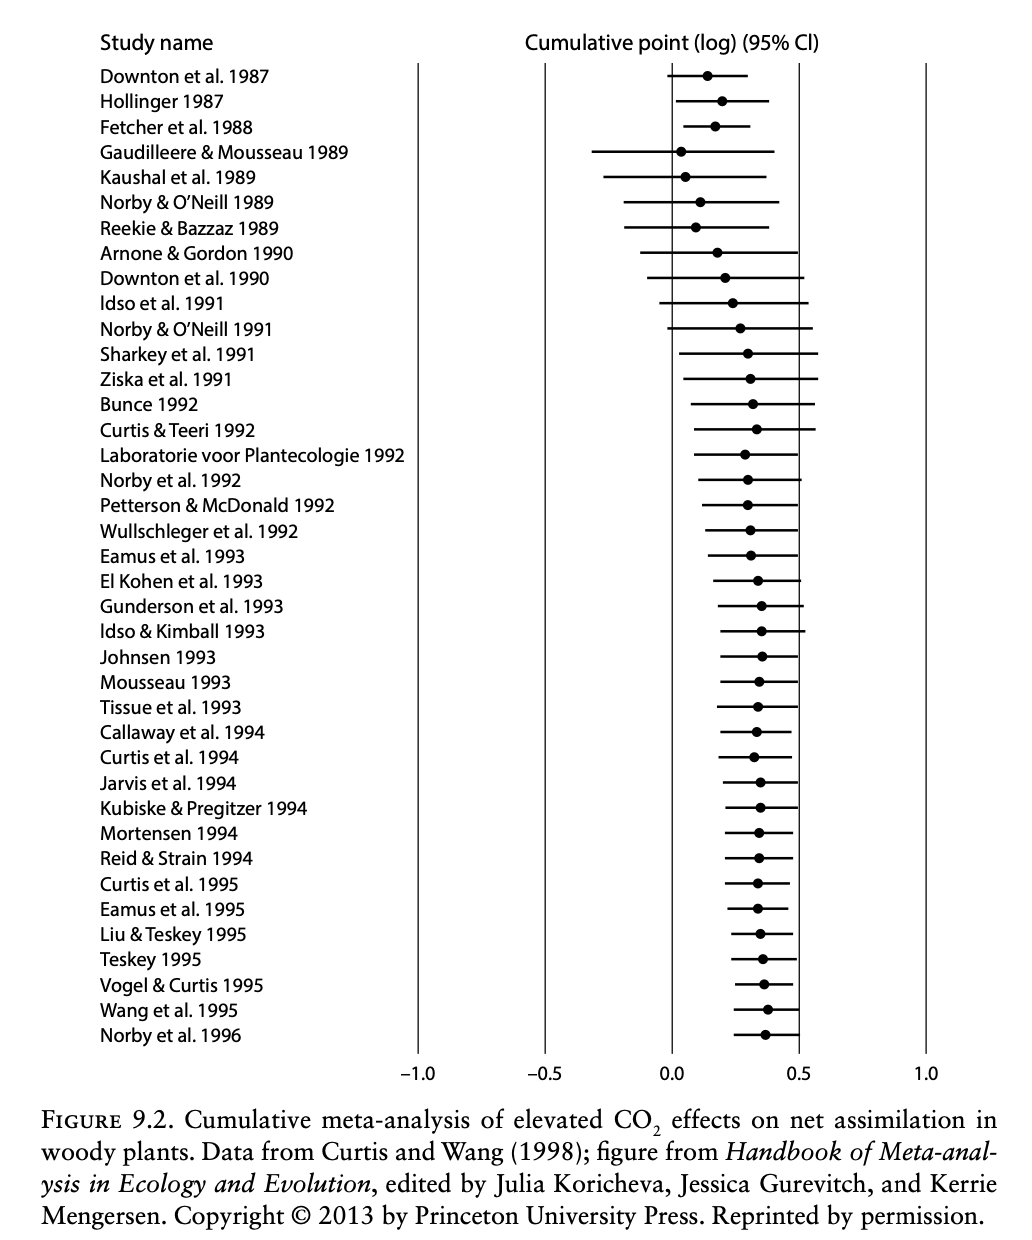 Study name
Cumulative point (log) (95% CI)
Downton et al. 1987
Hollinger 1987
Fetcher et al. 1988
Gaudilleere & Mousseau 1989
Kaushal et al. 1989
Norby & O’Neill 1989
Reekie & Bazzaz 1989
Arnone & Gordon 1990
Downton et al. 1990
Idso et al. 1991
Norby & O’Neill 1991
Sharkey et al. 1991
Ziska et al. 1991
Bunce 1992
Curtis & Teeri 1992
Laboratorie voor Plantecologie 1992
Norby et al. 1992
Petterson & McDonald 1992
Wullschleger et al. 1992
Eamus et al. 1993
El Kohen et al. 1993
Gunderson et al. 1993
Idso & Kimball 1993
Johnsen 1993
Mousseau 1993
Tissue et al. 1993
Callaway et al. 1994
Curtis et al. 1994
Jarvis et al. 1994
Kubiske & Pregitzer 1994
Mortensen 1994
Reid & Strain 1994
Curtis et al. 1995
Eamus et al. 1995
Liu & Teskey 1995
Teskey 1995
Vogel & Curtis 1995
Wang et al. 1995
Norby et al. 1996
–1.0 –0.5 0.0 0.5 1.0
FIGURE 9.2. Cumulative meta-analysis of elevated CO₂ effects on net assimilation in
woody plants. Data from Curtis and Wang (1998); figure from Handbook of Meta-anal-
ysis in Ecology and Evolution, edited by Julia Koricheva, Jessica Gurevitch, and Kerrie
Mengersen. Copyright © 2013 by Princeton University Press. Reprinted by permission.